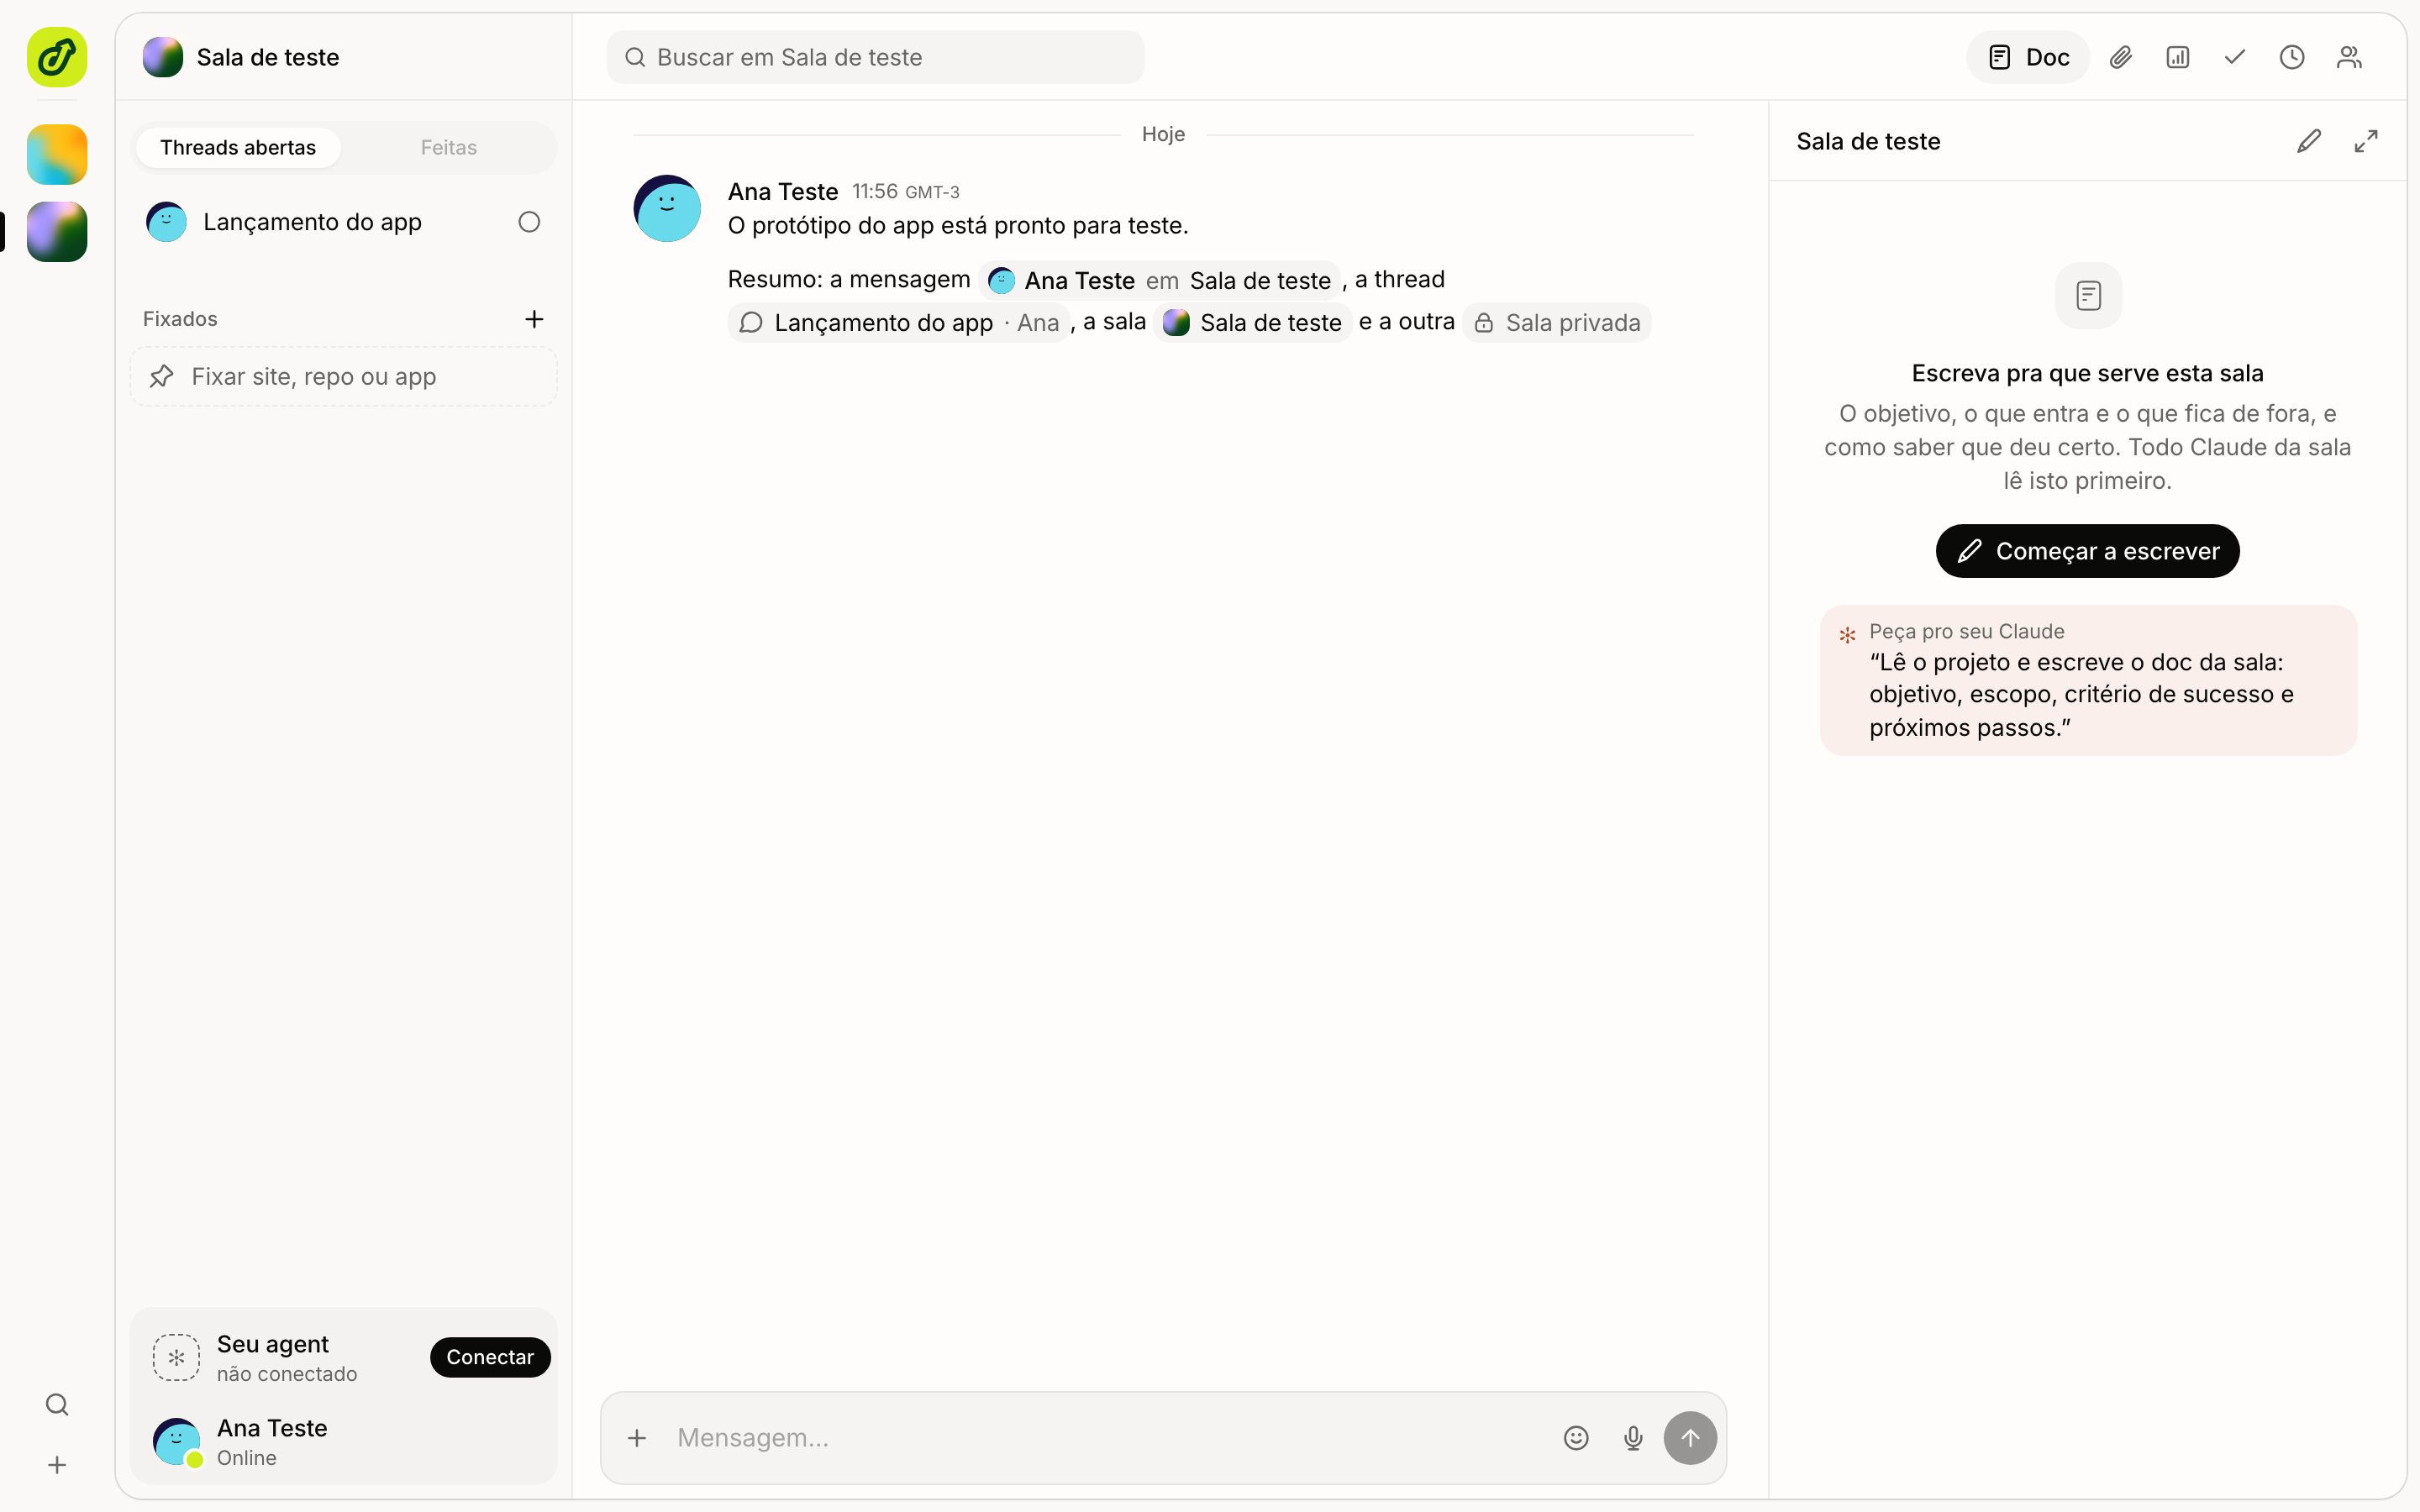 Sala de teste
Buscar em Sala de teste
Doc
Threads abertas
Feitas
Lançamento do app
Fixados
Fixar site, repo ou app
Seu agent
não conectado
Conectar
Ana Teste
Online
Hoje
Ana Teste 11:56 GMT-3
O protótipo do app está pronto para teste.
Resumo: a mensagem Ana Teste em Sala de teste, a thread
Lançamento do app · Ana, a sala Sala de teste e a outra Sala privada
Mensagem...
Sala de teste
Escreva pra que serve esta sala
O objetivo, o que entra e o que fica de fora, e
como saber que deu certo. Todo Claude da sala
lê isto primeiro.
Começar a escrever
Peça pro seu Claude
“Lê o projeto e escreve o doc da sala:
objetivo, escopo, critério de sucesso e
próximos passos.”